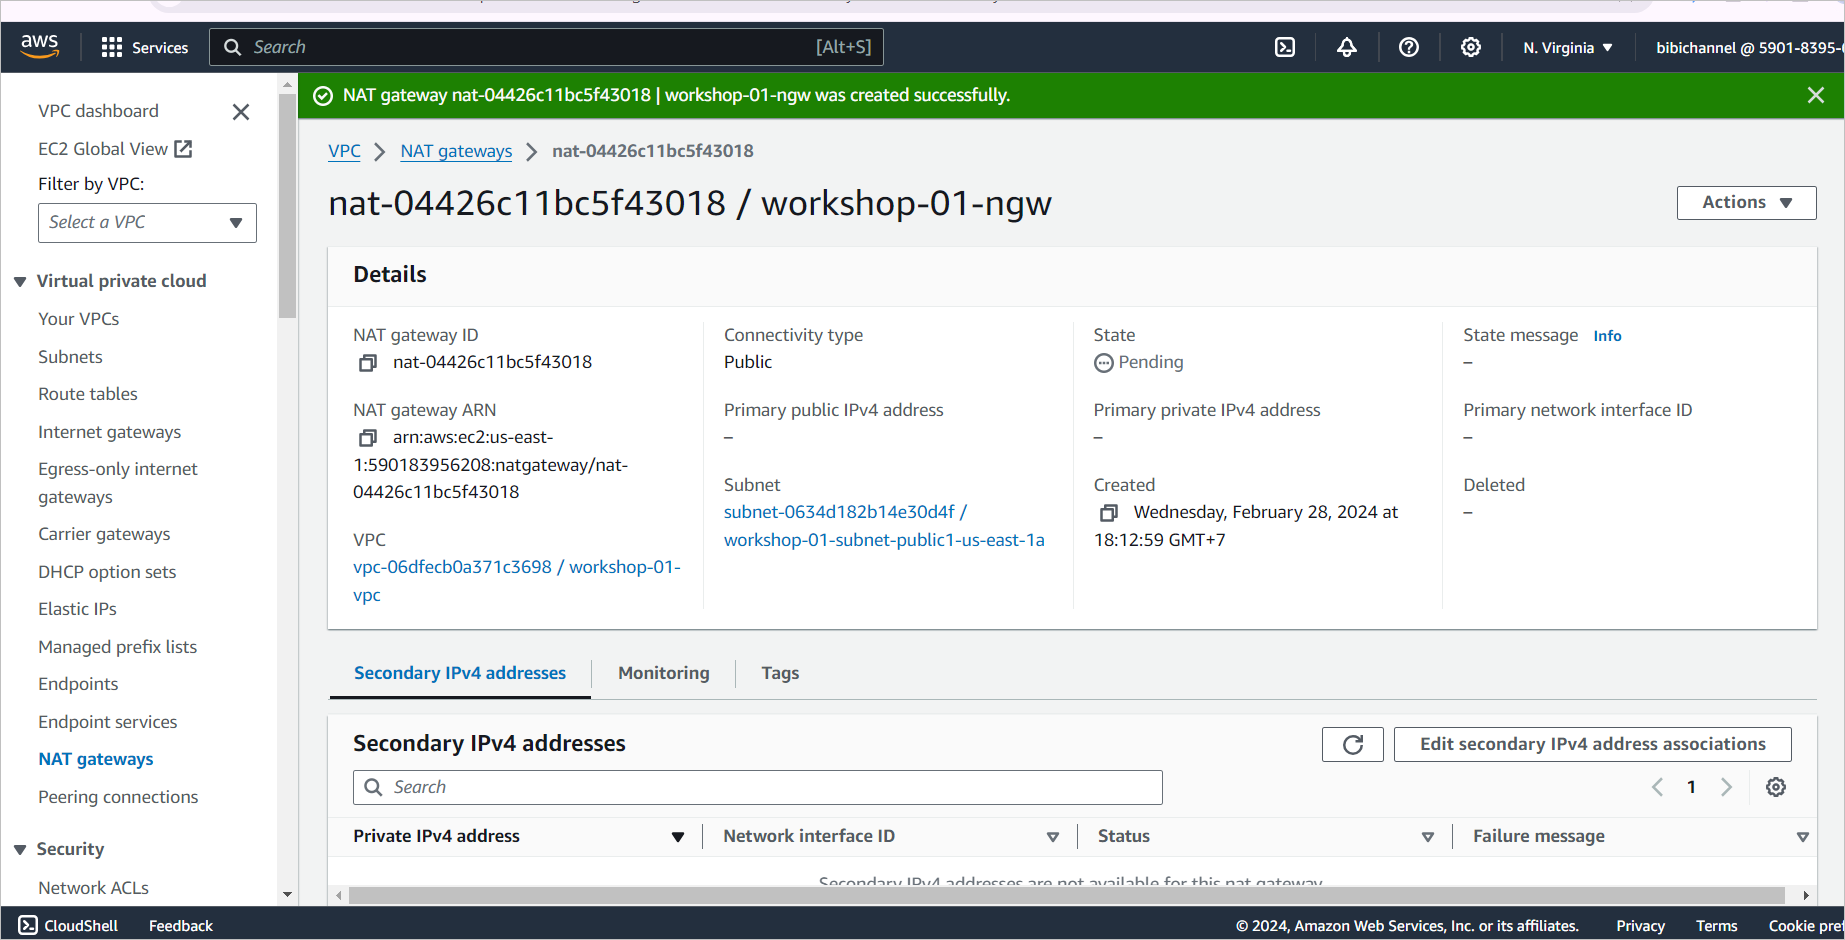 aws
Services
Search
[Alt+S]
N. Virginia
bibichannel @ 5901-8395-
VPC dashboard
EC2 Global View
Filter by VPC:
Select a VPC
Virtual private cloud
Your VPCs
Subnets
Route tables
Internet gateways
Egress-only internet
gateways
Carrier gateways
DHCP option sets
Elastic IPs
Managed prefix lists
Endpoints
Endpoint services
NAT gateways
Peering connections
Security
Network ACLs
NAT gateway nat-04426c11bc5f43018 | workshop-01-ngw was created successfully.
VPC
NAT gateways
nat-04426c11bc5f43018
nat-04426c11bc5f43018 / workshop-01-ngw
Actions
Details
NAT gateway ID
nat-04426c11bc5f43018
Connectivity type
Public
State
Pending
State message Info
–
NAT gateway ARN
arn:aws:ec2:us-east-
1:590183956208:natgateway/nat-
04426c11bc5f43018
Primary public IPv4 address
–
Primary private IPv4 address
–
Primary network interface ID
–
VPC
vpc-06dfecb0a371c3698 / workshop-01-
vpc
Subnet
subnet-0634d182b14e30d4f /
workshop-01-subnet-public1-us-east-1a
Created
Wednesday, February 28, 2024 at
18:12:59 GMT+7
Deleted
–
Secondary IPv4 addresses
Monitoring
Tags
Secondary IPv4 addresses
Edit secondary IPv4 address associations
Search
1
Private IPv4 address
Network interface ID
Status
Failure message
Secondary IPv4 addresses are not available for this nat gateway
CloudShell
Feedback
© 2024, Amazon Web Services, Inc. or its affiliates.
Privacy
Terms
Cookie pre